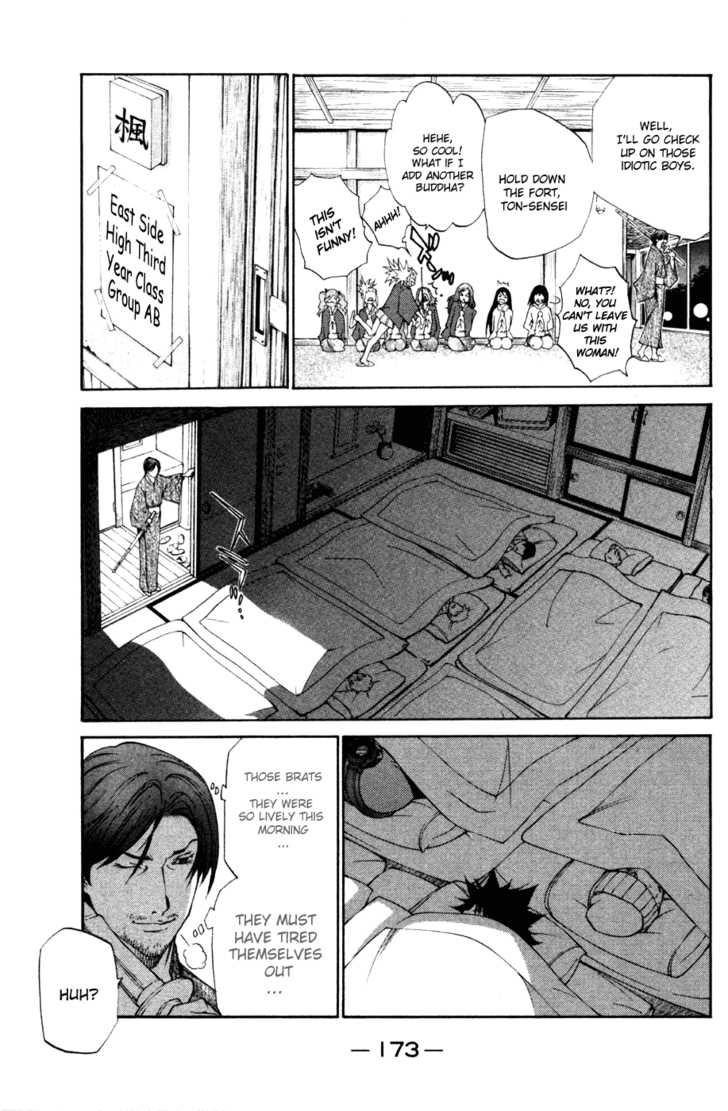 WELL,
I'LL GO CHECK
UP ON THOSE
IDIOTIC BOYS.
HOLD DOWN
THE FORT,
TON-SENSEI
WHAT?!
NO, YOU
CAN'T LEAVE
US WITH
THIS
WOMAN!
HEHE,
SO COOL!
WHAT IF I
ADD ANOTHER
BUDDHA?
AHHH!
THIS
ISN'T
FUNNY!
楓
East Side
High Third
Year Class
Group AB
THOSE BRATS
...
THEY WERE
SO LIVELY THIS
MORNING
...
THEY MUST
HAVE TIRED
THEMSELVES
OUT
...
HUH?
— 173 —